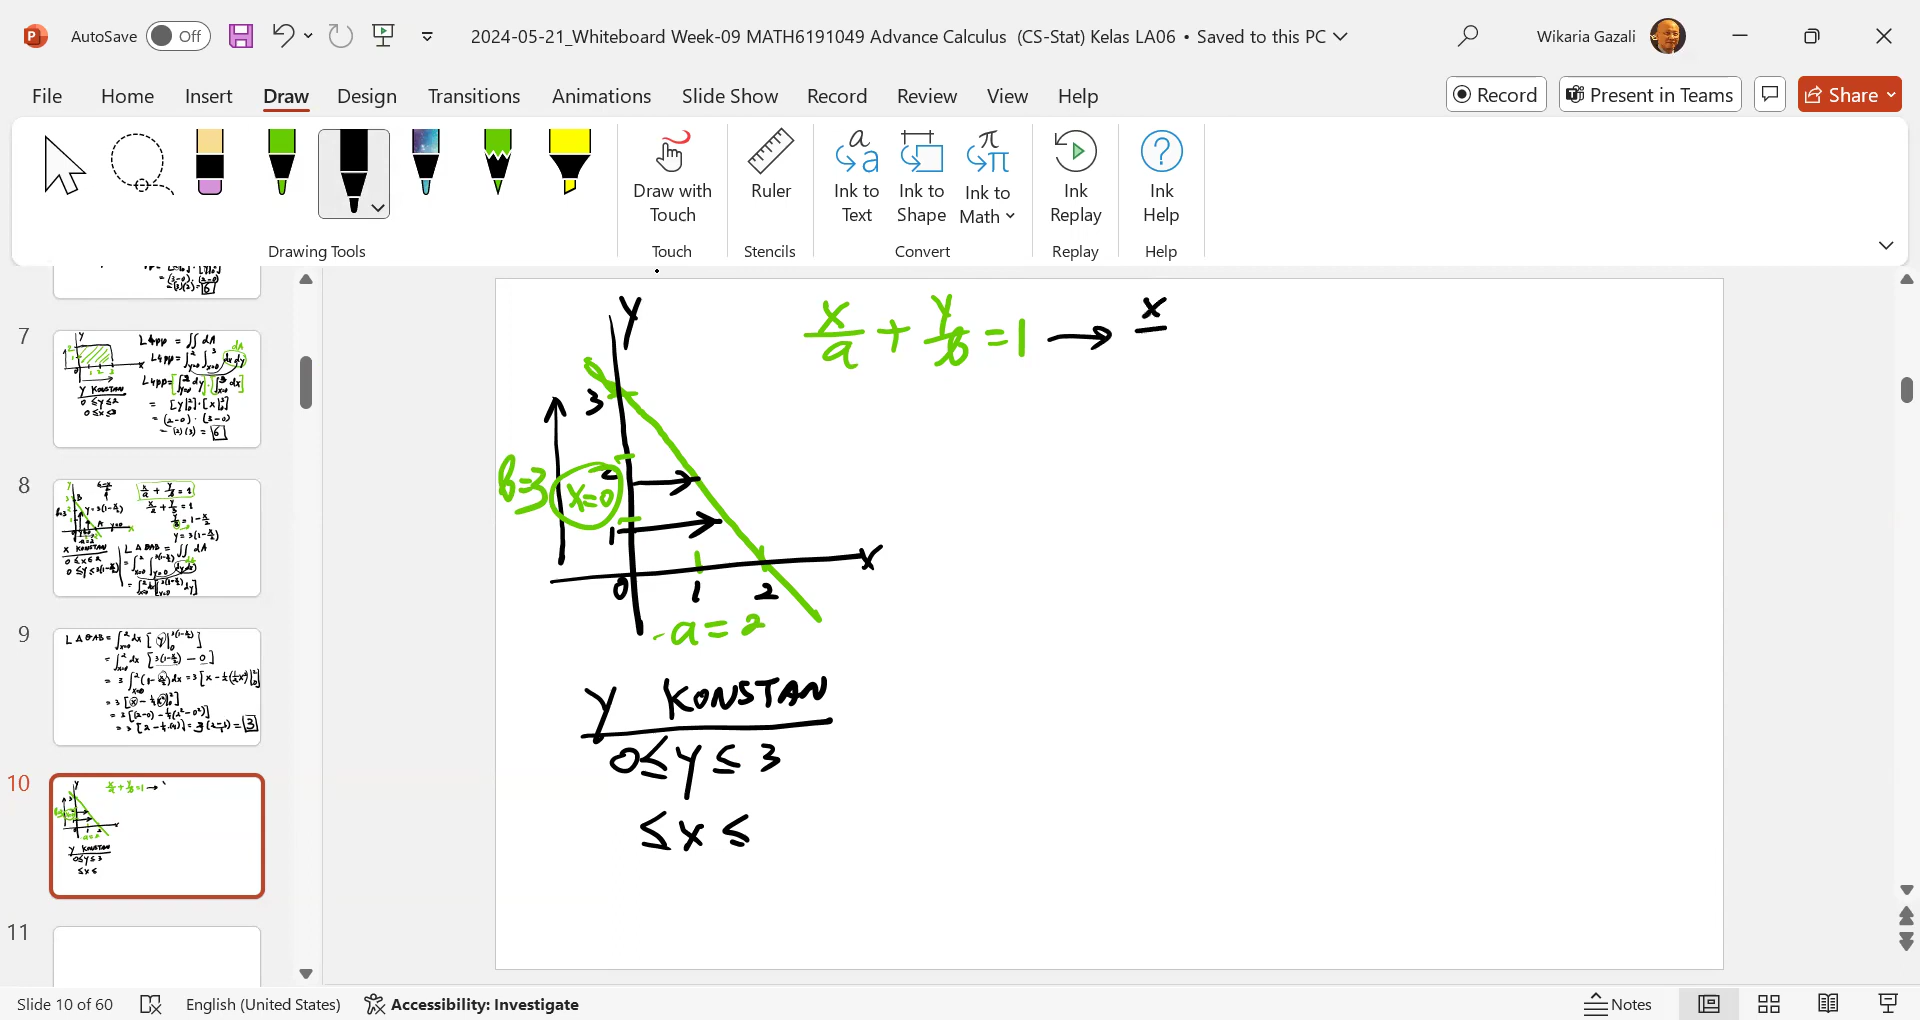 AutoSave Off 2024-05-21_Whiteboard Week-09 MATH6191049 Advance Calculus (CS-Stat) Kelas LA06 • Saved to this PC Wikaria Gazali
File Home Insert Draw Design Transitions Animations Slide Show Record Review View Help Record Present in Teams Share
Draw with Touch Ruler Ink to Text Ink to Shape Ink to Math Ink Replay Ink Help
Drawing Tools Touch Stencils Convert Replay Help
7
8
9
10
11
Y
x/a + y/b = 1 → x
3
2
b=3 x=0
1
x
0 1 2
a = 2
y KONSTAN
0 ≤ y ≤ 3
≤ x ≤
Slide 10 of 60 English (United States) Accessibility: Investigate Notes